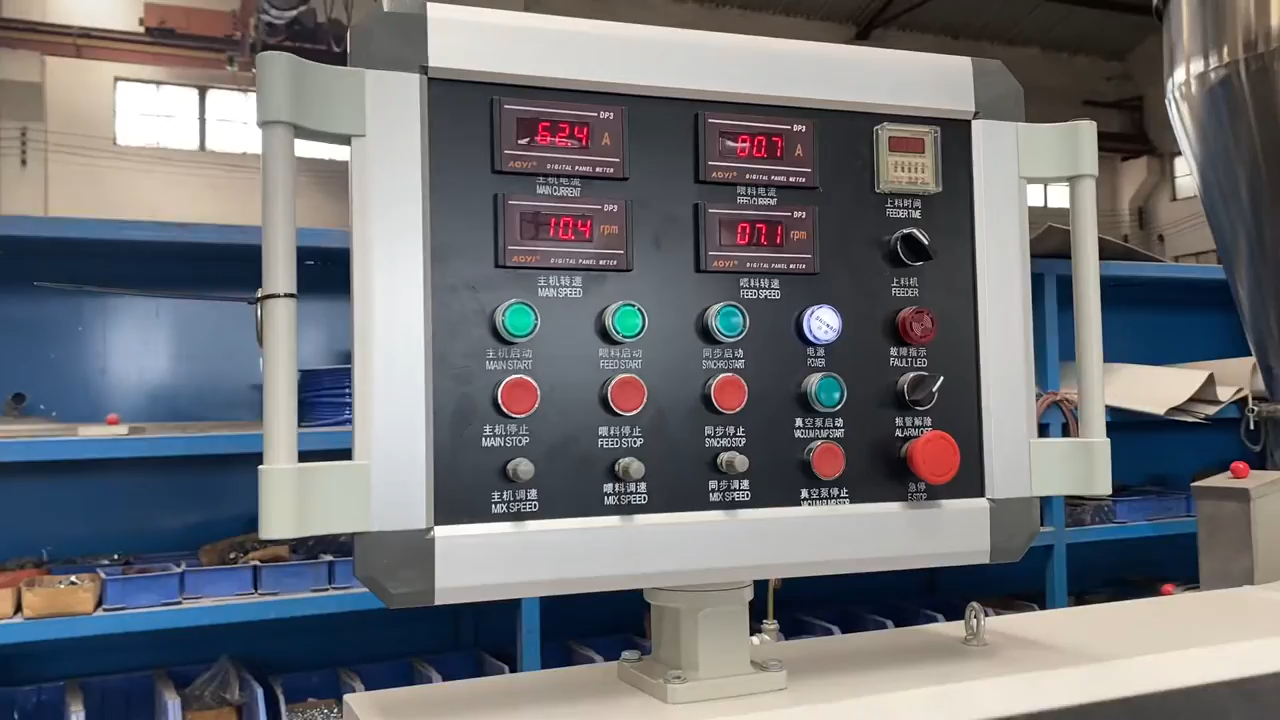 DP3
62.4 A
AOYI® DIGITAL PANEL METER
主机电流
MAIN CURRENT
DP3
00.7 A
AOYI® DIGITAL PANEL METER
喂料电流
FEED CURRENT
上料时间
FEEDER TIME
DP3
10.4 rpm
AOYI® DIGITAL PANEL METER
主机转速
MAIN SPEED
DP3
07.1 rpm
AOYI® DIGITAL PANEL METER
喂料转速
FEED SPEED
上料机
FEEDER
主机启动
MAIN START
喂料启动
FEED START
同步启动
SYNCHRO START
电源
POWER
故障指示
FAULT LED
主机停止
MAIN STOP
喂料停止
FEED STOP
同步停止
SYNCHRO STOP
真空泵启动
VACUUM PUMP START
报警解除
ALARM OFF
主机调速
MIX SPEED
喂料调速
MIX SPEED
同步调速
MIX SPEED
真空泵停止
VACUUM PUMP STOP
急停
E-STOP